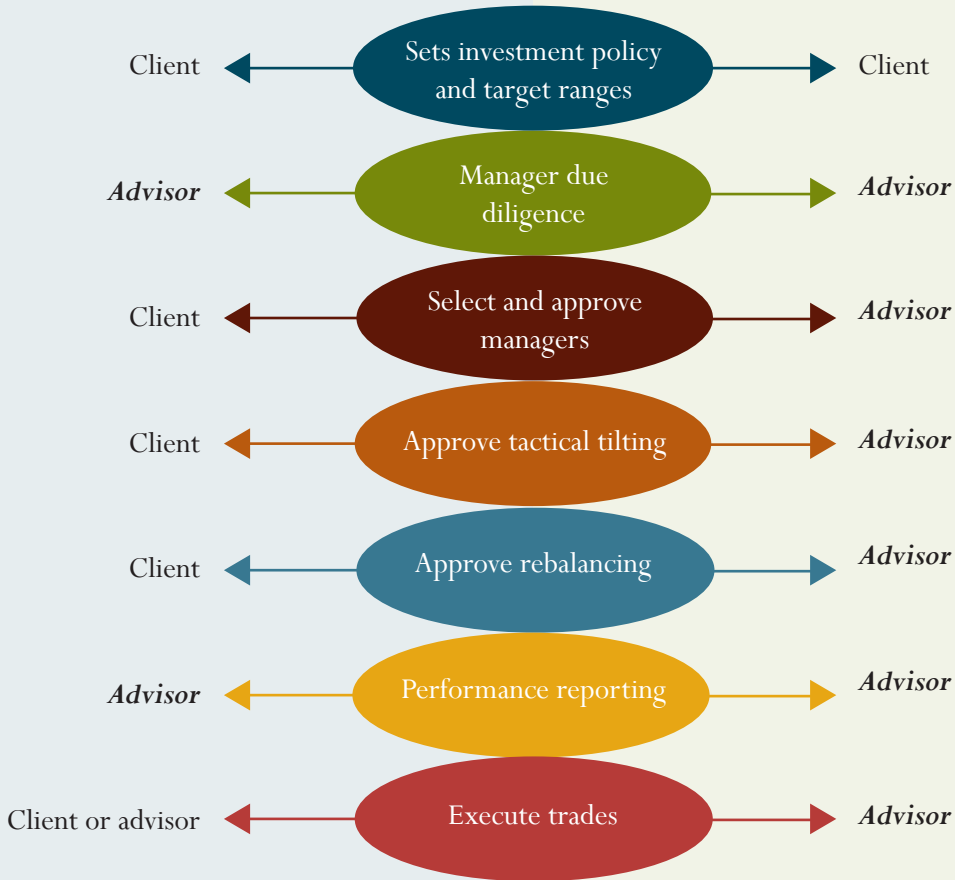 Client
Sets investment policy
and target ranges
Client
Advisor
Manager due
diligence
Advisor
Client
Select and approve
managers
Advisor
Client
Approve tactical tilting
Advisor
Client
Approve rebalancing
Advisor
Advisor
Performance reporting
Advisor
Client or advisor
Execute trades
Advisor